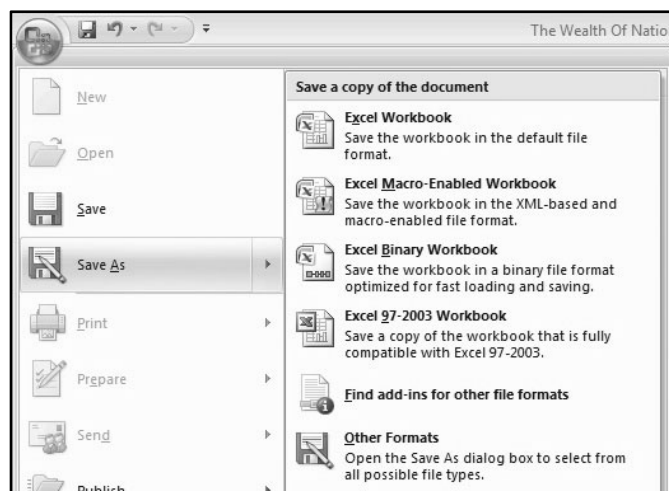 The Wealth Of Natio
New
Open
Save
Save As
Print
Prepare
Send
Publish
Save a copy of the document
Excel Workbook
Save the workbook in the default file
format.
Excel Macro-Enabled Workbook
Save the workbook in the XML-based and
macro-enabled file format.
Excel Binary Workbook
Save the workbook in a binary file format
optimized for fast loading and saving.
Excel 97-2003 Workbook
Save a copy of the workbook that is fully
compatible with Excel 97-2003.
Find add-ins for other file formats
Other Formats
Open the Save As dialog box to select from
all possible file types.